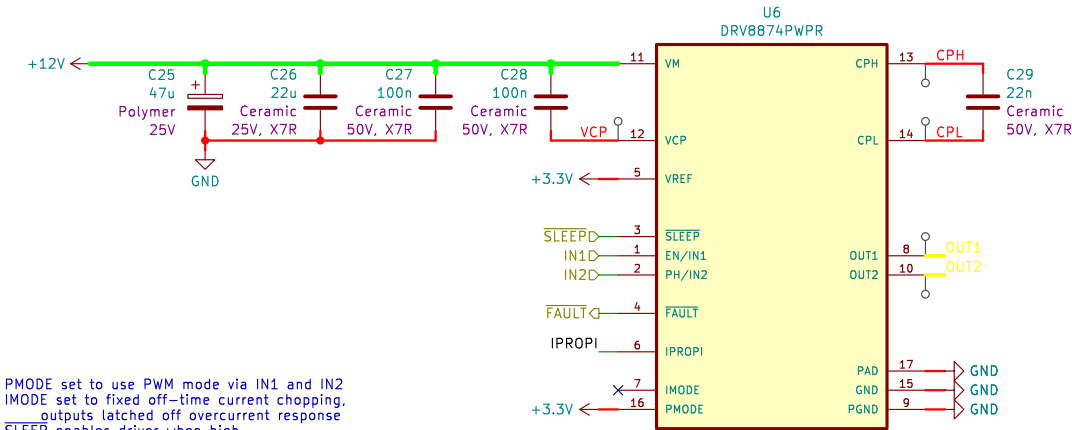 U6
DRV8874PWPR
+12V
C25
47u
Polymer
25V
+
C26
22u
Ceramic
25V, X7R
C27
100n
Ceramic
50V, X7R
C28
100n
Ceramic
50V, X7R
GND
11 VM
VCP 12 VCP
+3.3V 5 VREF
SLEEP 3 SLEEP
IN1 1 EN/IN1
IN2 2 PH/IN2
FAULT 4 FAULT
IPROPI 6 IPROPI
7 IMODE
+3.3V 16 PMODE
CPH 13 CPH
CPL 14 CPL
C29
22n
Ceramic
50V, X7R
OUT1 8 OUT1
OUT2 10 OUT2
PAD 17 GND
GND 15 GND
PGND 9 GND
PMODE set to use PWM mode via IN1 and IN2
IMODE set to fixed off-time current chopping,
outputs latched off overcurrent response
SLEEP enables driver when high